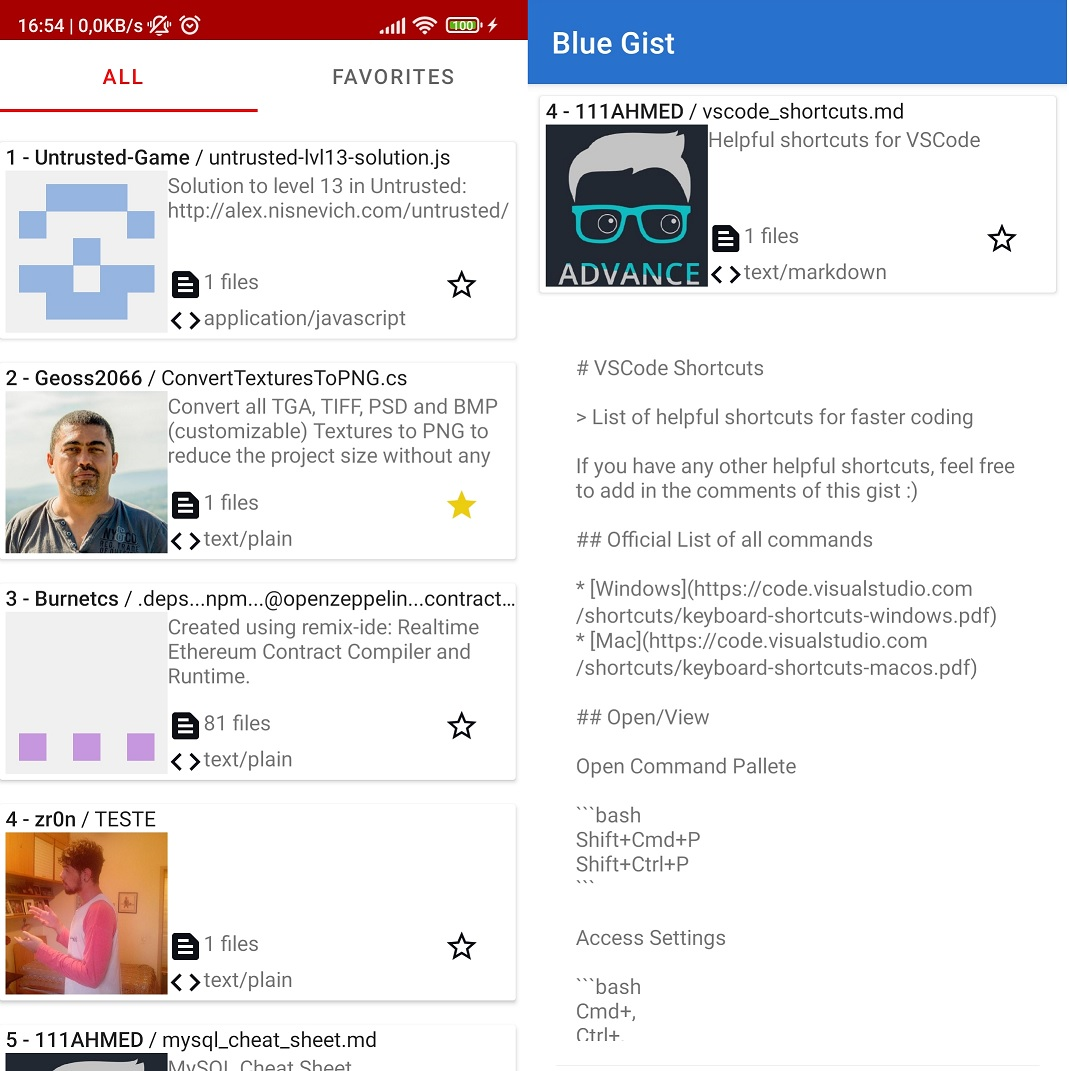 16:54 | 0,0KB/s
100
ALL
FAVORITES
1 - Untrusted-Game / untrusted-lvl13-solution.js
Solution to level 13 in Untrusted:
http://alex.nisnevich.com/untrusted/
1 files
application/javascript
2 - Geoss2066 / ConvertTexturesToPNG.cs
Convert all TGA, TIFF, PSD and BMP
(customizable) Textures to PNG to
reduce the project size without any
1 files
text/plain
3 - Burnetcs / .deps...npm...@openzeppelin...contract...
Created using remix-ide: Realtime
Ethereum Contract Compiler and
Runtime.
81 files
text/plain
4 - zr0n / TESTE
1 files
text/plain
5 - 111AHMED / mysql_cheat_sheet.md
MySQL Cheat Sheet
Blue Gist
4 - 111AHMED / vscode_shortcuts.md
ADVANCE
Helpful shortcuts for VSCode
1 files
text/markdown
# VSCode Shortcuts
> List of helpful shortcuts for faster coding
If you have any other helpful shortcuts, feel free
to add in the comments of this gist :)
## Official List of all commands
* [Windows](https://code.visualstudio.com
/shortcuts/keyboard-shortcuts-windows.pdf)
* [Mac](https://code.visualstudio.com
/shortcuts/keyboard-shortcuts-macos.pdf)
## Open/View
Open Command Pallete
```bash
Shift+Cmd+P
Shift+Ctrl+P
```
Access Settings
```bash
Cmd+,
Ctrl+,